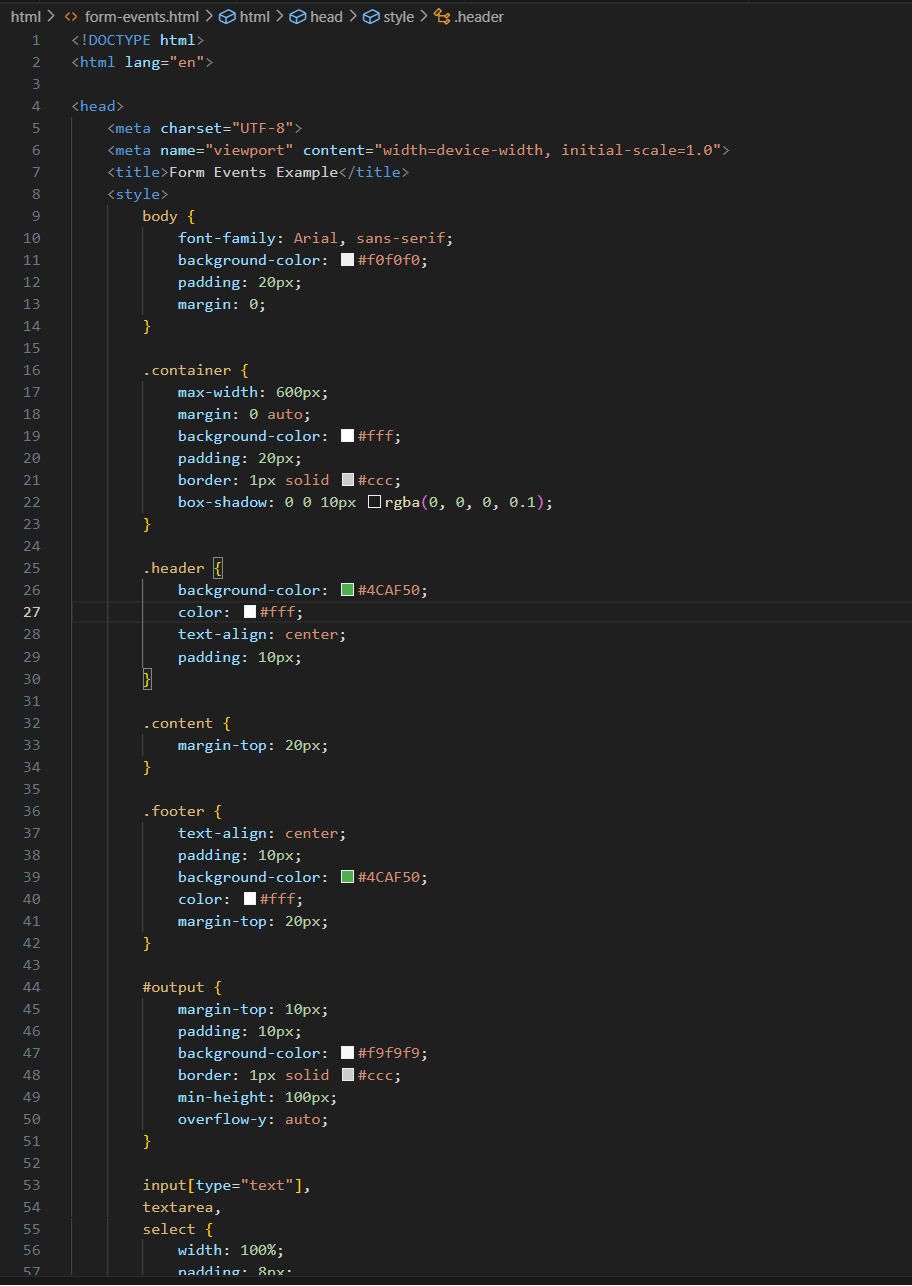 html > <> form-events.html > html > head > style > .header
1 <!DOCTYPE html>
2 <html lang="en">
3
4 <head>
5     <meta charset="UTF-8">
6     <meta name="viewport" content="width=device-width, initial-scale=1.0">
7     <title>Form Events Example</title>
8     <style>
9         body {
10             font-family: Arial, sans-serif;
11             background-color: #f0f0f0;
12             padding: 20px;
13             margin: 0;
14         }
15
16         .container {
17             max-width: 600px;
18             margin: 0 auto;
19             background-color: #fff;
20             padding: 20px;
21             border: 1px solid #ccc;
22             box-shadow: 0 0 10px rgba(0, 0, 0, 0.1);
23         }
24
25         .header {
26             background-color: #4CAF50;
27             color: #fff;
28             text-align: center;
29             padding: 10px;
30         }
31
32         .content {
33             margin-top: 20px;
34         }
35
36         .footer {
37             text-align: center;
38             padding: 10px;
39             background-color: #4CAF50;
40             color: #fff;
41             margin-top: 20px;
42         }
43
44         #output {
45             margin-top: 10px;
46             padding: 10px;
47             background-color: #f9f9f9;
48             border: 1px solid #ccc;
49             min-height: 100px;
50             overflow-y: auto;
51         }
52
53         input[type="text"],
54         textarea,
55         select {
56             width: 100%;
57             padding: 8px;